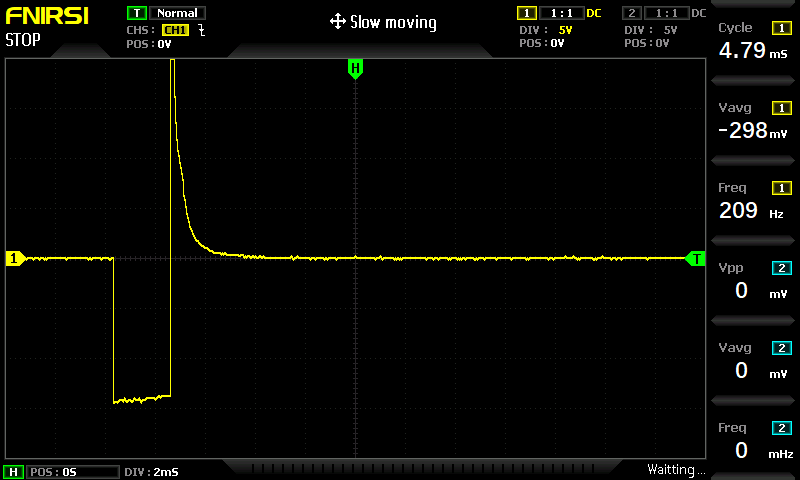 FNIRSI
STOP
T Normal
CHS: CH1
POS: 0V
Slow moving
1 1:1 DC
DIV: 5V
POS: 0V
2 1:1 DC
DIV: 5V
POS: 0V
H
1
T
Cycle 1
4.79 mS
Vavg 1
-298 mV
Freq 1
209 Hz
Vpp 2
0 mV
Vavg 2
0 mV
Freq 2
0 mHz
H POS: 0S DIV: 2mS
Waitting...